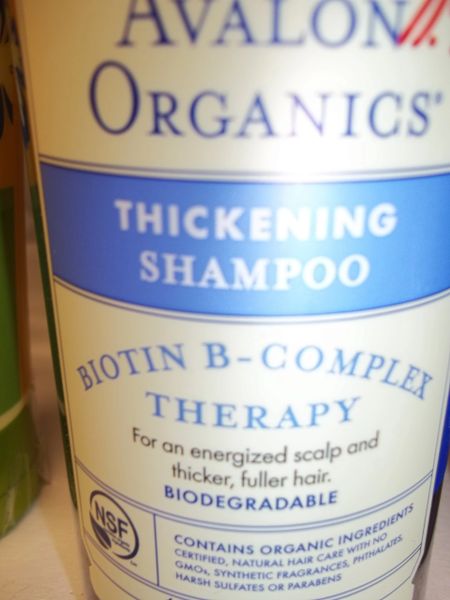 AVALON
ORGANICS®
THICKENING
SHAMPOO
BIOTIN B-COMPLEX
THERAPY
For an energized scalp and
thicker, fuller hair.
BIODEGRADABLE
NSF
CONTAINS ORGANIC INGREDIENTS
CERTIFIED, NATURAL HAIR CARE WITH NO
GMOs, SYNTHETIC FRAGRANCES, PHTHALATES,
HARSH SULFATES OR PARABENS